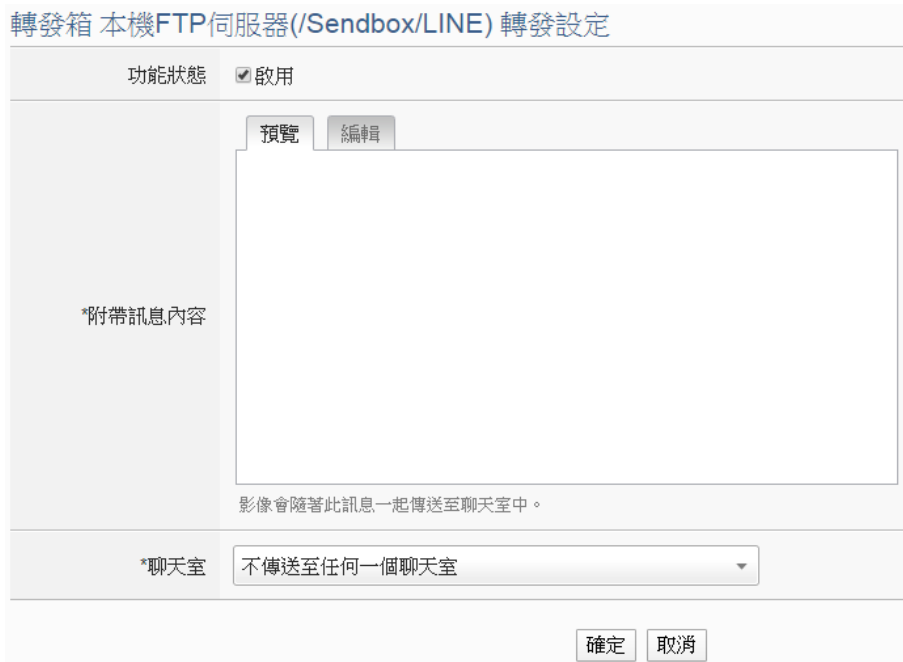 轉發箱 本機FTP伺服器(/Sendbox/LINE) 轉發設定
功能狀態 啟用
預覽 編輯
*附帶訊息內容
影像會隨著此訊息一起傳送至聊天室中。
*聊天室 不傳送至任何一個聊天室
確定 取消